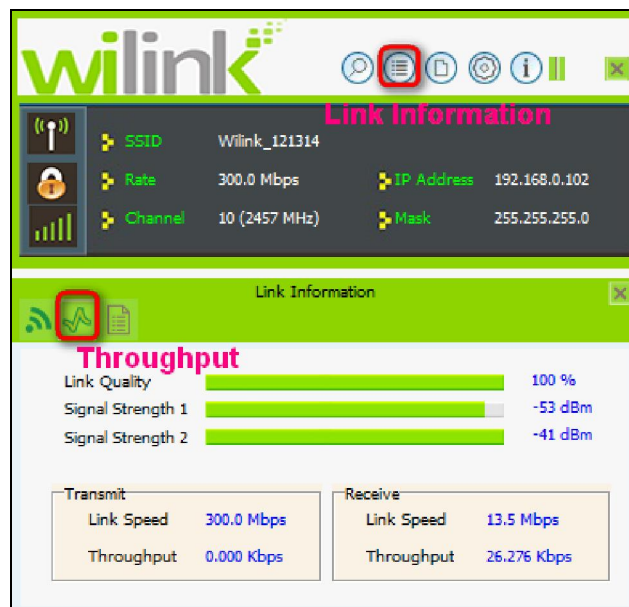 wilink
Link Information
SSID Wilink_121314
Rate 300.0 Mbps IP Address 192.168.0.102
Channel 10 (2457 MHz) Mask 255.255.255.0
Link Information
Throughput
Link Quality 100 %
Signal Strength 1 -53 dBm
Signal Strength 2 -41 dBm
Transmit Receive
Link Speed 300.0 Mbps Link Speed 13.5 Mbps
Throughput 0.000 Kbps Throughput 26.276 Kbps